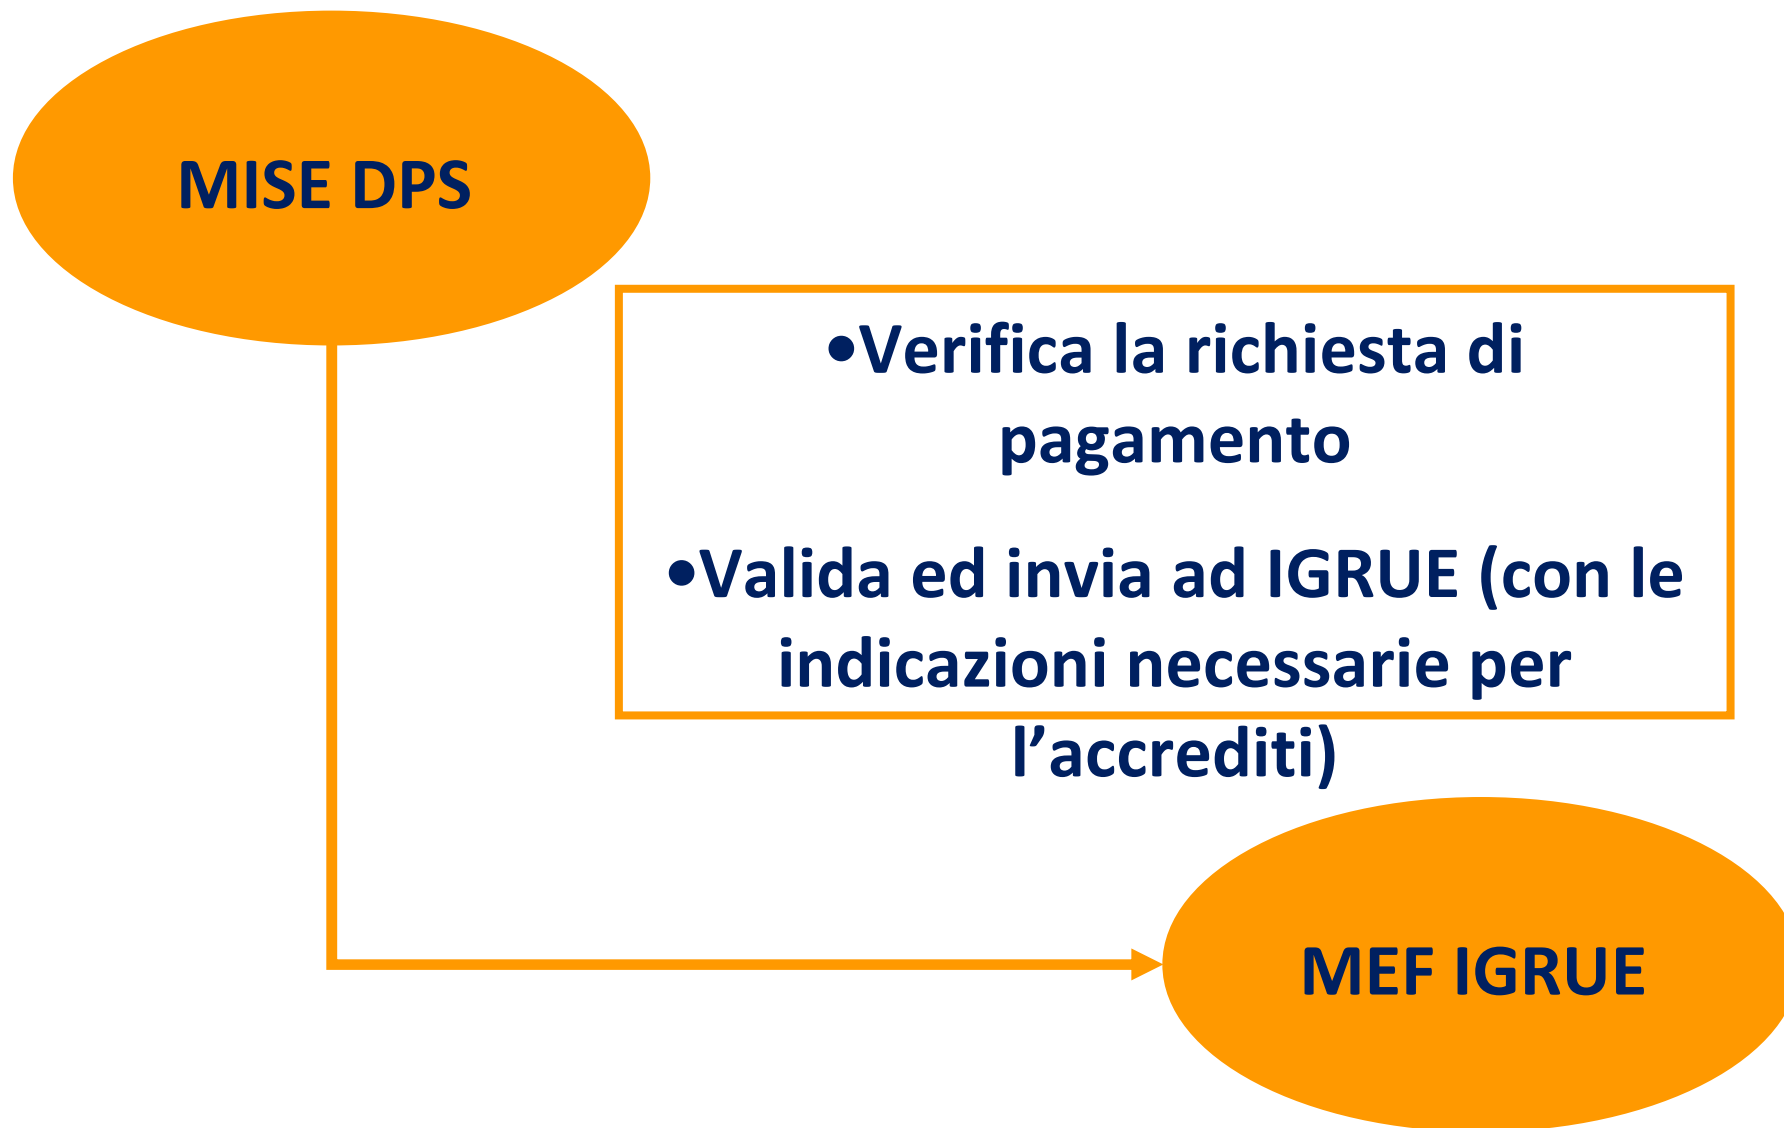 MISE DPS
•Verifica la richiesta di
pagamento
•Valida ed invia ad IGRUE (con le
indicazioni necessarie per
l’accrediti)
MEF IGRUE